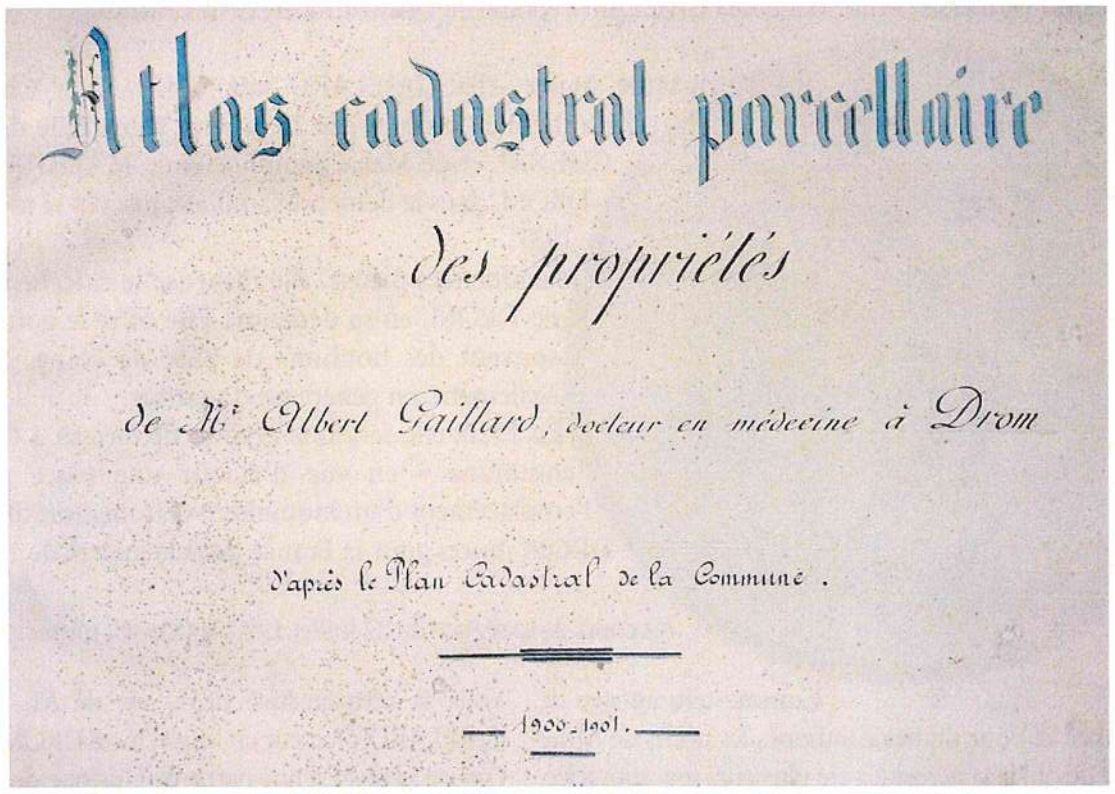 Atlas cadastral parcellaire
des propriétés
de Mr Albert Gaillard, docteur en médecine à Drom
d'après le Plan Cadastral de la Commune.
1900-1901.